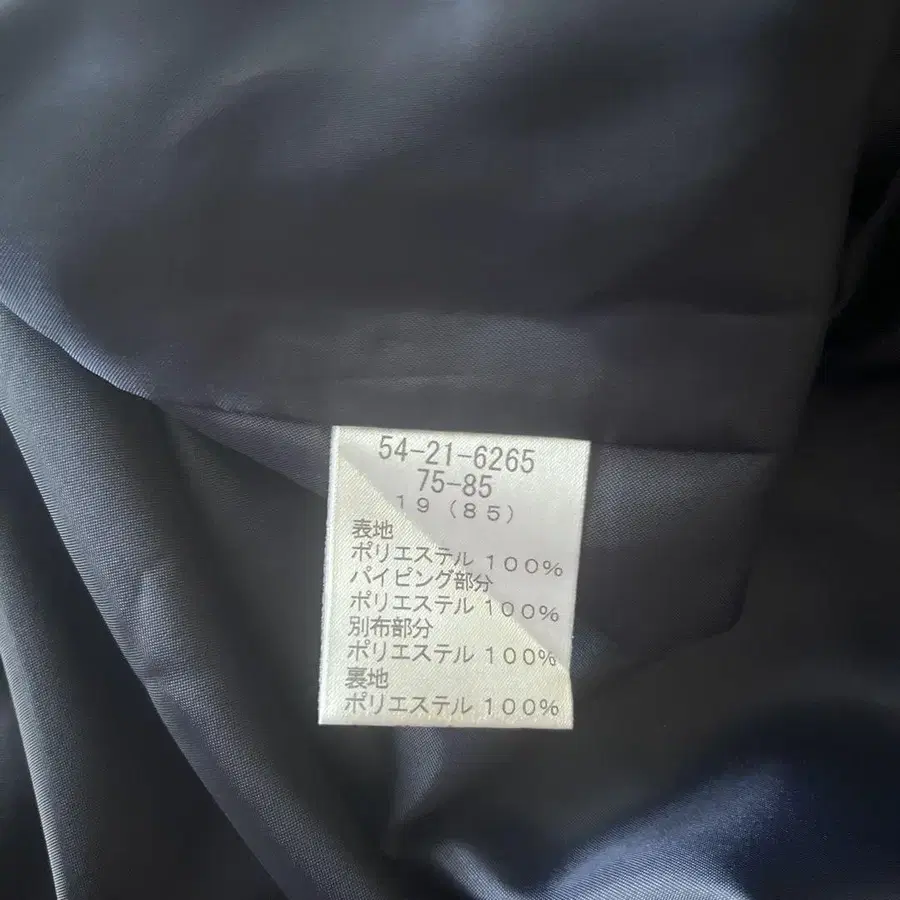 54-21-6265
75-85
19(85)
表地
ポリエステル 100%
パイピング部分
ポリエステル 100%
別布部分
ポリエステル 100%
裏地
ポリエステル 100%